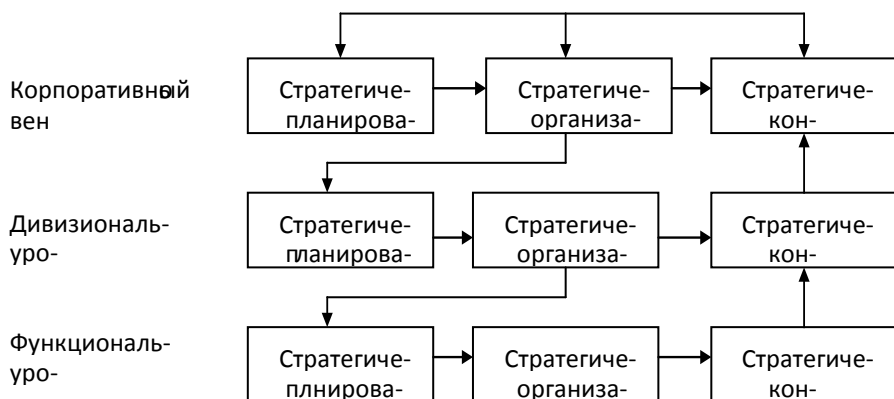 Корпоративный
вен
Стратегиче-
планирова-
Стратегиче-
организа-
Стратегиче-
кон-
Дивизиональ-
уро-
Стратегиче-
планирова-
Стратегиче-
организа-
Стратегиче-
кон-
Функциональ-
уро-
Стратегиче-
плнирова-
Стратегиче-
организа-
Стратегиче-
кон-